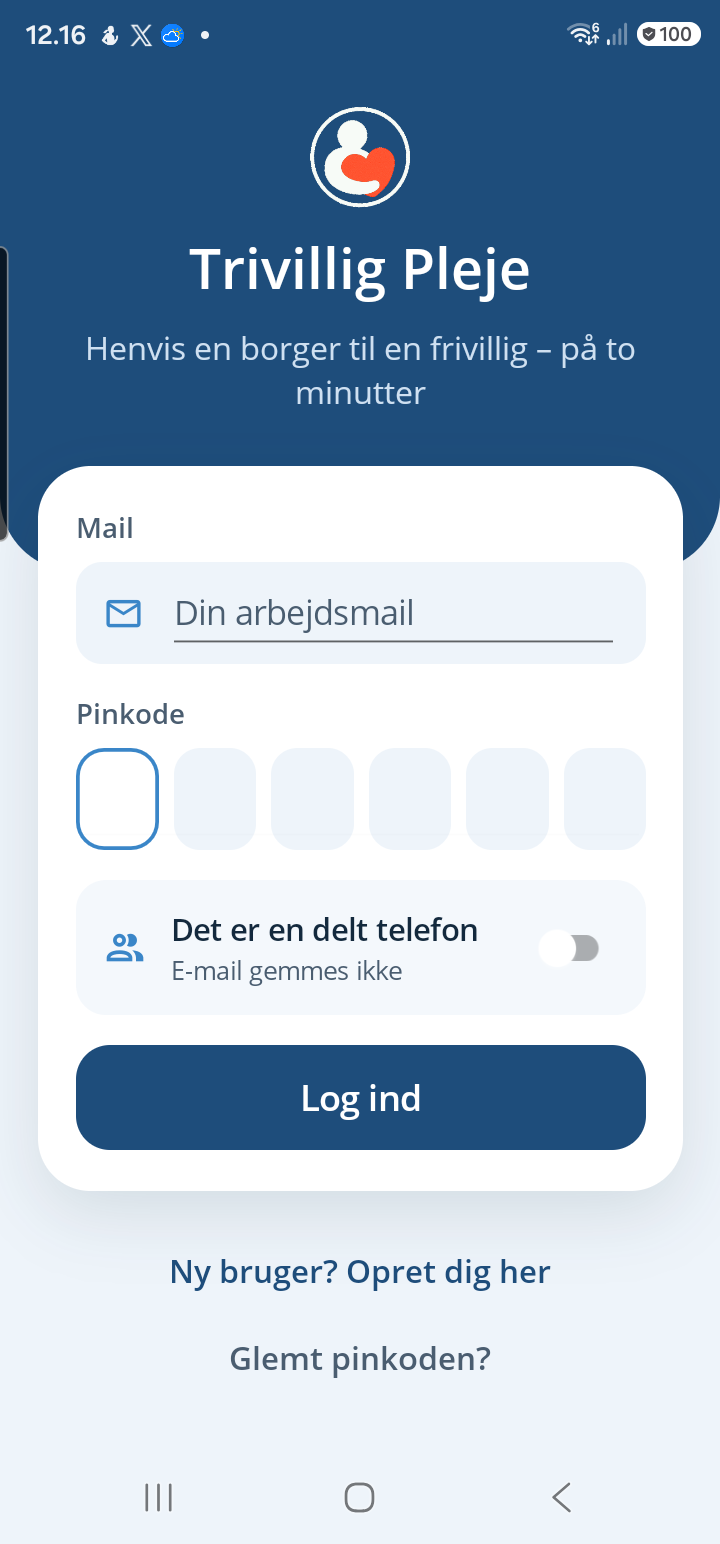 12.16
6
100
Trivillig Pleje
Henvis en borger til en frivillig – på to
minutter
Mail
Din arbejdsmail
Pinkode
Det er en delt telefon
E-mail gemmes ikke
Log ind
Ny bruger? Opret dig her
Glemt pinkoden?